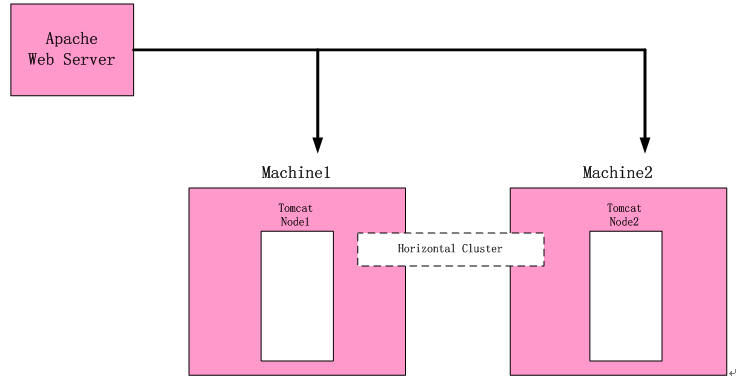 Apache
Web Server
Machine1
Machine2
Tomcat
Node1
Tomcat
Node2
Horizontal Cluster